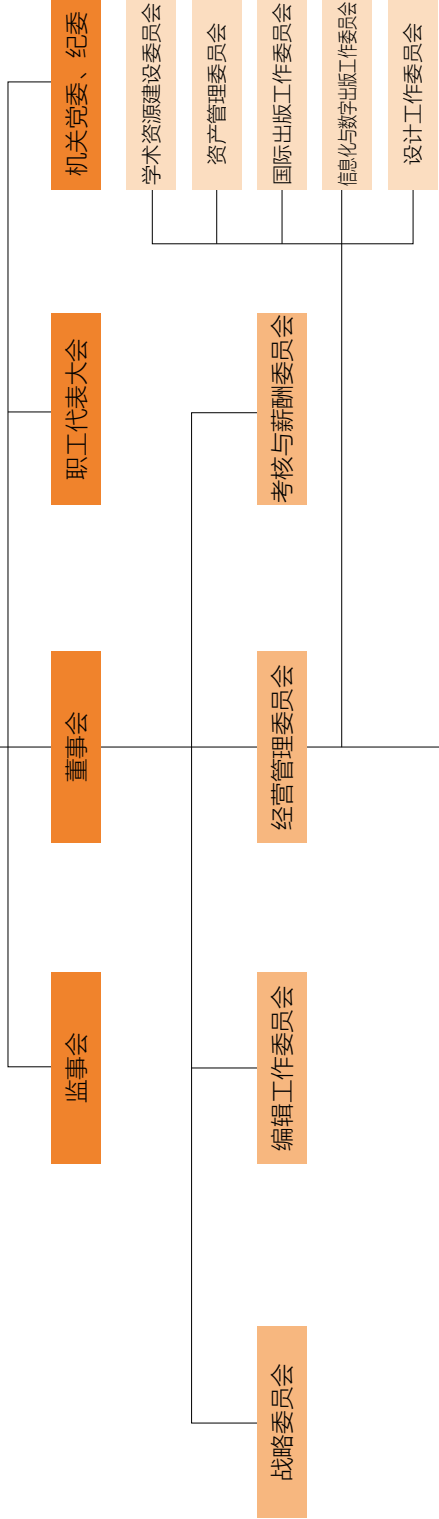 监事会
董事会
职工代表大会
机关党委、纪委
战略委员会
编辑工作委员会
经营管理委员会
考核与薪酬委员会
学术资源建设委员会
资产管理委员会
国际出版工作委员会
信息化与数字出版工作委员会
设计工作委员会